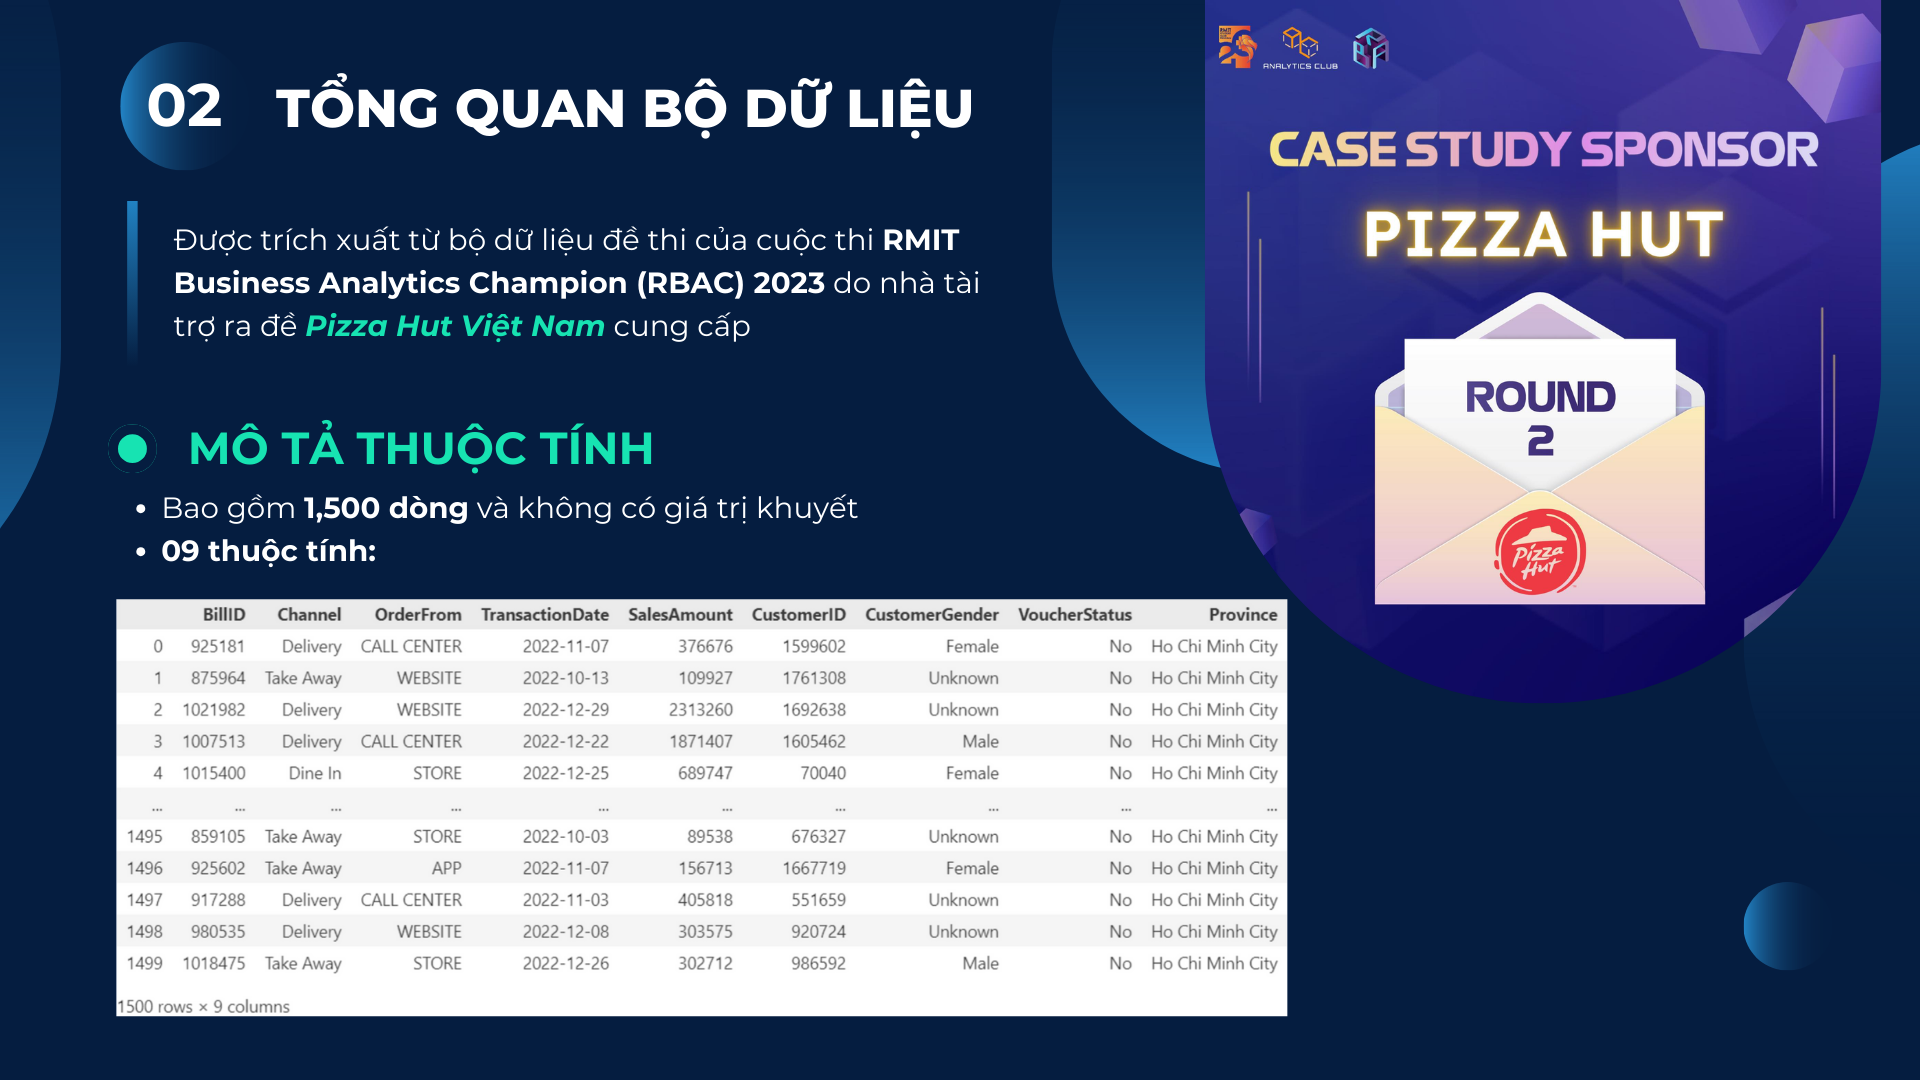 02 TỔNG QUAN BỘ DỮ LIỆU
Được trích xuất từ bộ dữ liệu đề thi của cuộc thi RMIT
Business Analytics Champion (RBAC) 2023 do nhà tài
trợ ra đề Pizza Hut Việt Nam cung cấp
MÔ TẢ THUỘC TÍNH
• Bao gồm 1,500 dòng và không có giá trị khuyết
• 09 thuộc tính:
BillID Channel OrderFrom TransactionDate SalesAmount CustomerID CustomerGender VoucherStatus Province
0 925181 Delivery CALL CENTER 2022-11-07 376676 1599602 Female No Ho Chi Minh City
1 875964 Take Away WEBSITE 2022-10-13 109927 1761308 Unknown No Ho Chi Minh City
2 1021982 Delivery WEBSITE 2022-12-29 2313260 1692638 Unknown No Ho Chi Minh City
3 1007513 Delivery CALL CENTER 2022-12-22 1871407 1605462 Male No Ho Chi Minh City
4 1015400 Dine In STORE 2022-12-25 689747 70040 Female No Ho Chi Minh City
... ... ... ... ... ... ... ... ... ...
1495 859105 Take Away STORE 2022-10-03 89538 676327 Unknown No Ho Chi Minh City
1496 925602 Take Away APP 2022-11-07 156713 1667719 Female No Ho Chi Minh City
1497 917288 Delivery CALL CENTER 2022-11-03 405818 551659 Unknown No Ho Chi Minh City
1498 980535 Delivery WEBSITE 2022-12-08 303575 920724 Unknown No Ho Chi Minh City
1499 1018475 Take Away STORE 2022-12-26 302712 986592 Male No Ho Chi Minh City
1500 rows × 9 columns
ANALYTICS CLUB
CASE STUDY SPONSOR
PIZZA HUT
ROUND
2
Pizza
Hut